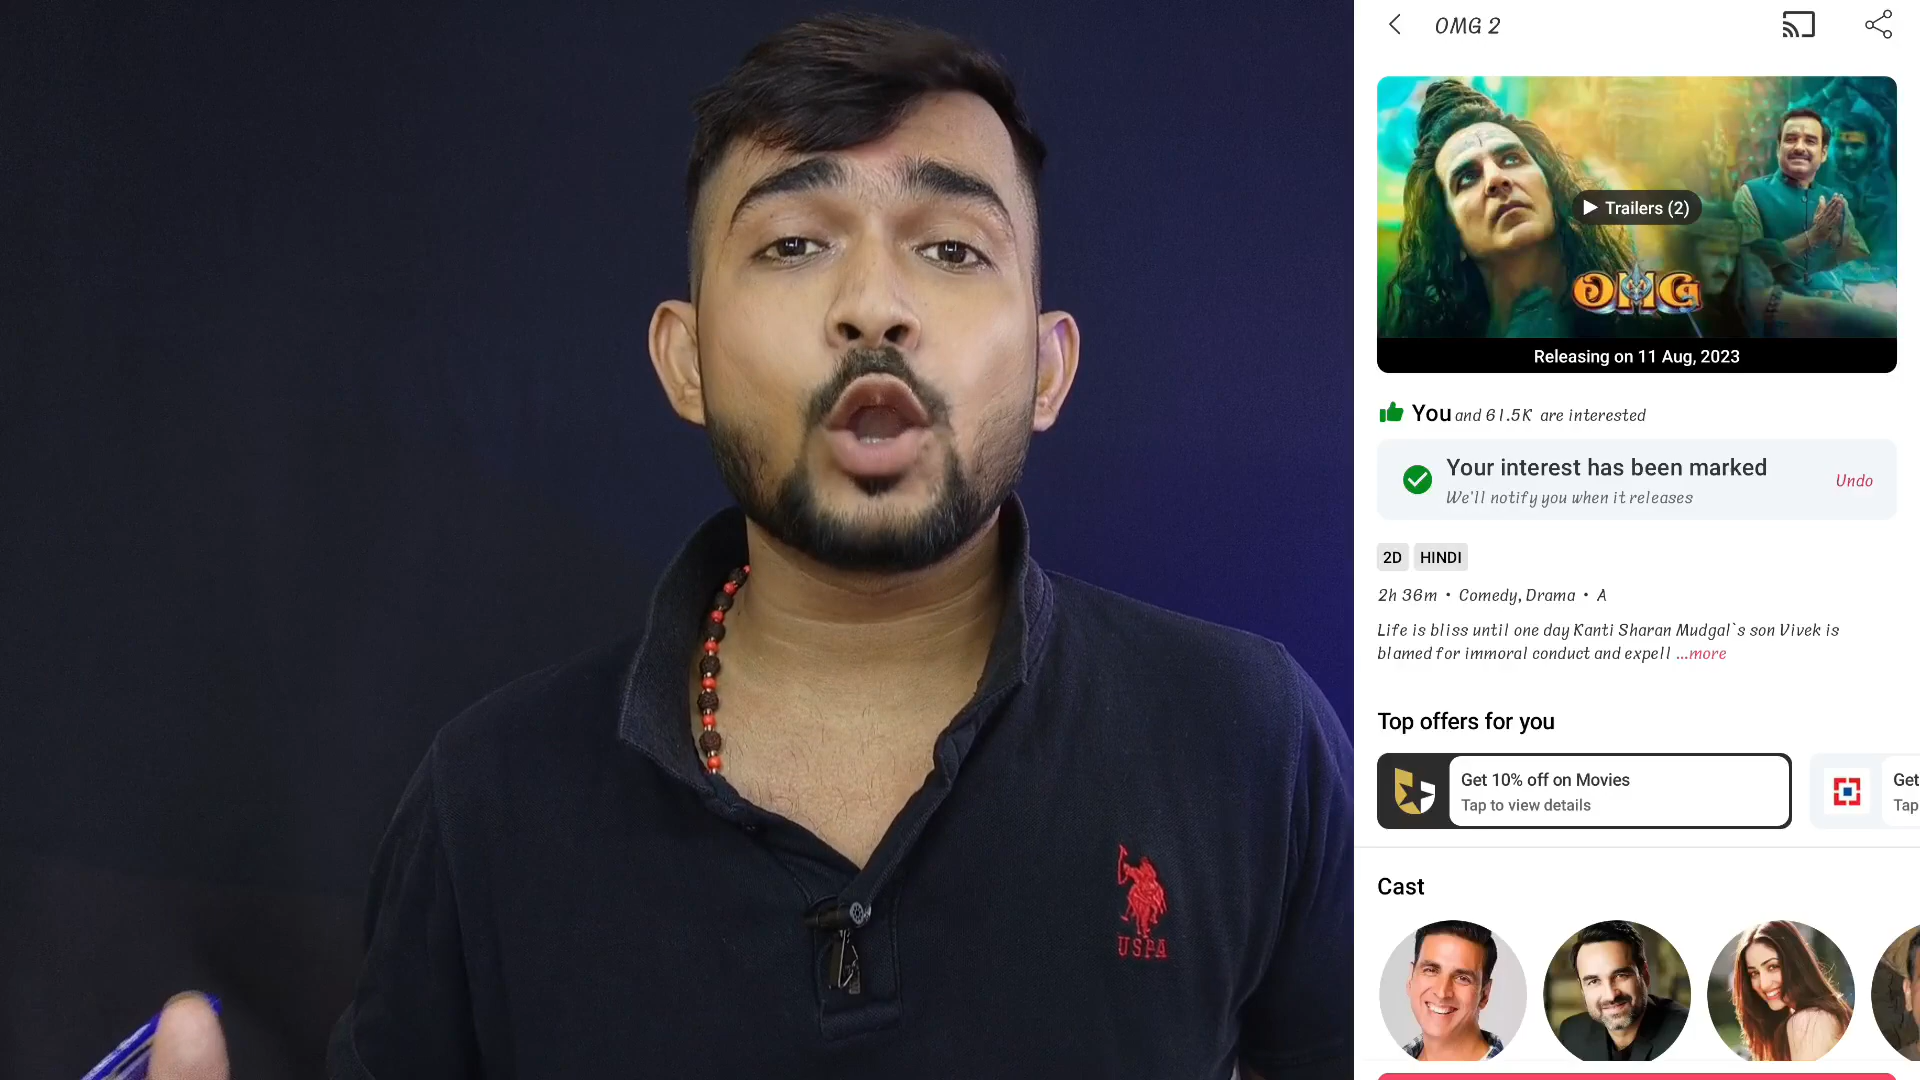 OMG 2
Trailers (2)
OMG
Releasing on 11 Aug, 2023
You and 61.5K are interested
Your interest has been marked
We'll notify you when it releases
Undo
2D HINDI
2h 36m • Comedy, Drama • A
Life is bliss until one day Kanti Sharan Mudgal`s son Vivek is
blamed for immoral conduct and expell ...more
Top offers for you
Get 10% off on Movies
Tap to view details
Get
Tap
Cast
USPA